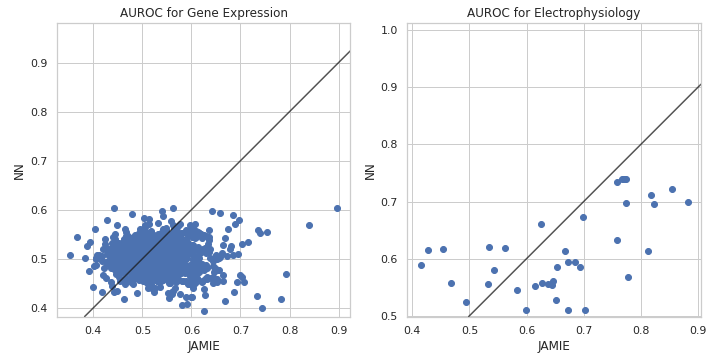 AUROC for Gene Expression
NN
0.9
0.8
0.7
0.6
0.5
0.4
0.4 0.5 0.6 0.7 0.8 0.9
JAMIE
AUROC for Electrophysiology
NN
1.0
0.9
0.8
0.7
0.6
0.5
0.4 0.5 0.6 0.7 0.8 0.9
JAMIE